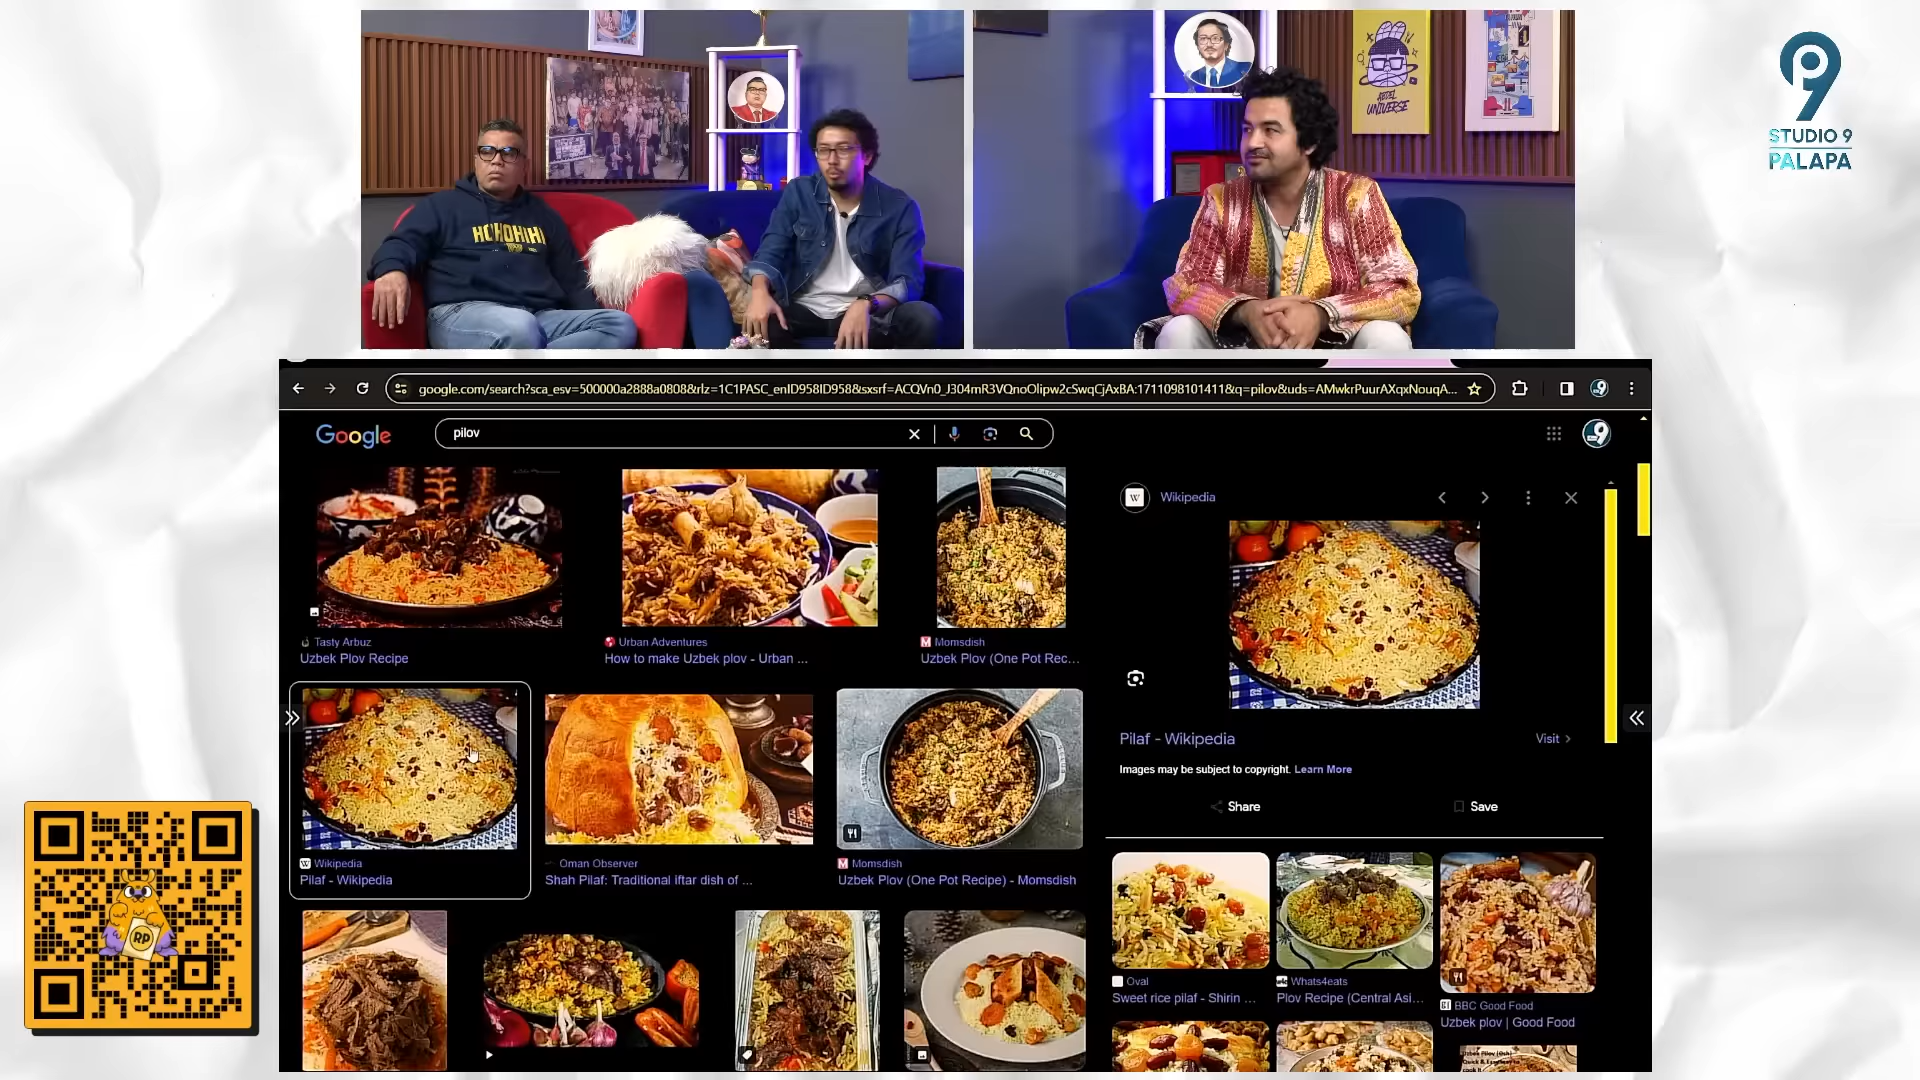 ABDEL
UNIVERSE
STUDIO 9
PALAPA
HOHOHIHI
google.com/search?sca_esv=500000a2888a0808&rlz=1C1PASC_enID958ID958&sxsrf=ACQVn0_J304mR3VQnoOlipw2cSwqCjAxBA:1711098101411&q=pilov&uds=AMwkrPuurAXqxNouqA...
Google
pilov
W Wikipedia
Tasty Arbuz
Uzbek Plov Recipe
Urban Adventures
How to make Uzbek plov - Urban ...
Momsdish
Uzbek Plov (One Pot Rec...
Wikipedia
Pilaf - Wikipedia
Oman Observer
Shah Pilaf: Traditional iftar dish of ...
Momsdish
Uzbek Plov (One Pot Recipe) - Momsdish
Pilaf - Wikipedia
Visit
Images may be subject to copyright. Learn More
Share
Save
Oval
Sweet rice pilaf - Shirin ...
Whats4eats
Plov Recipe (Central Asi...
BBC Good Food
Uzbek plov | Good Food
RP